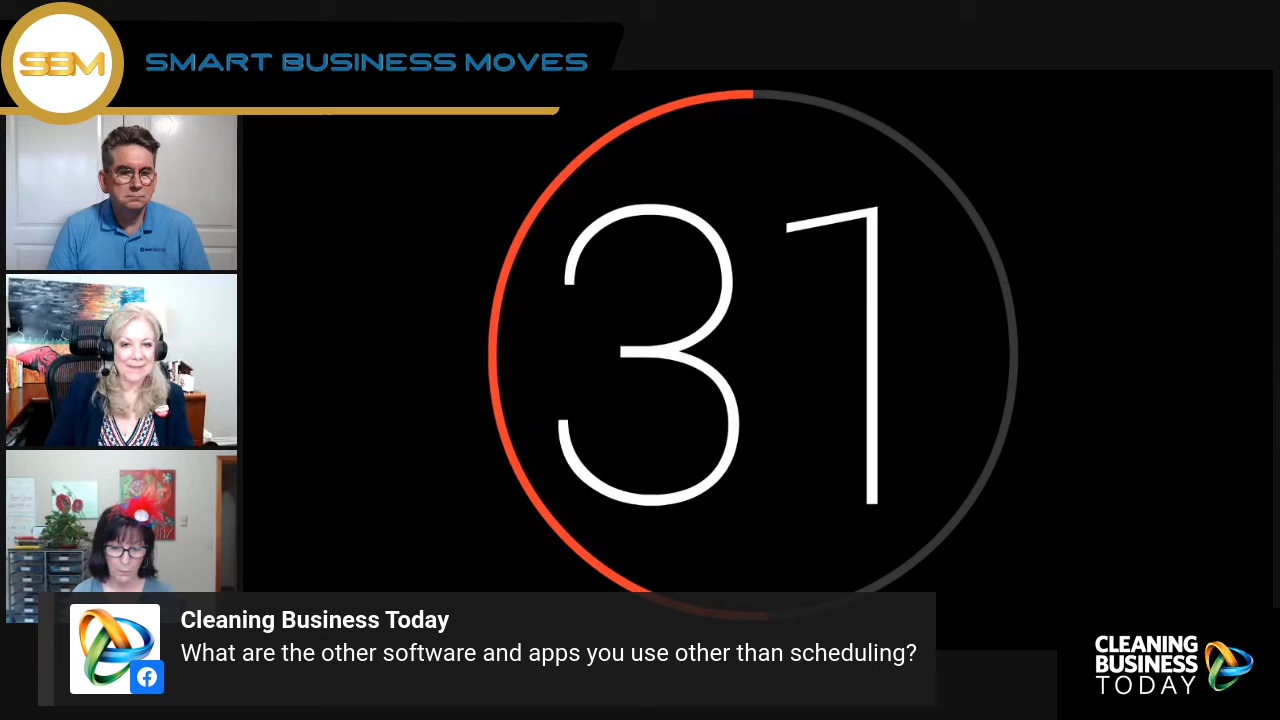 SBM
SMART BUSINESS MOVES
31
Cleaning Business Today
What are the other software and apps you use other than scheduling?
CLEANING
BUSINESS
TODAY